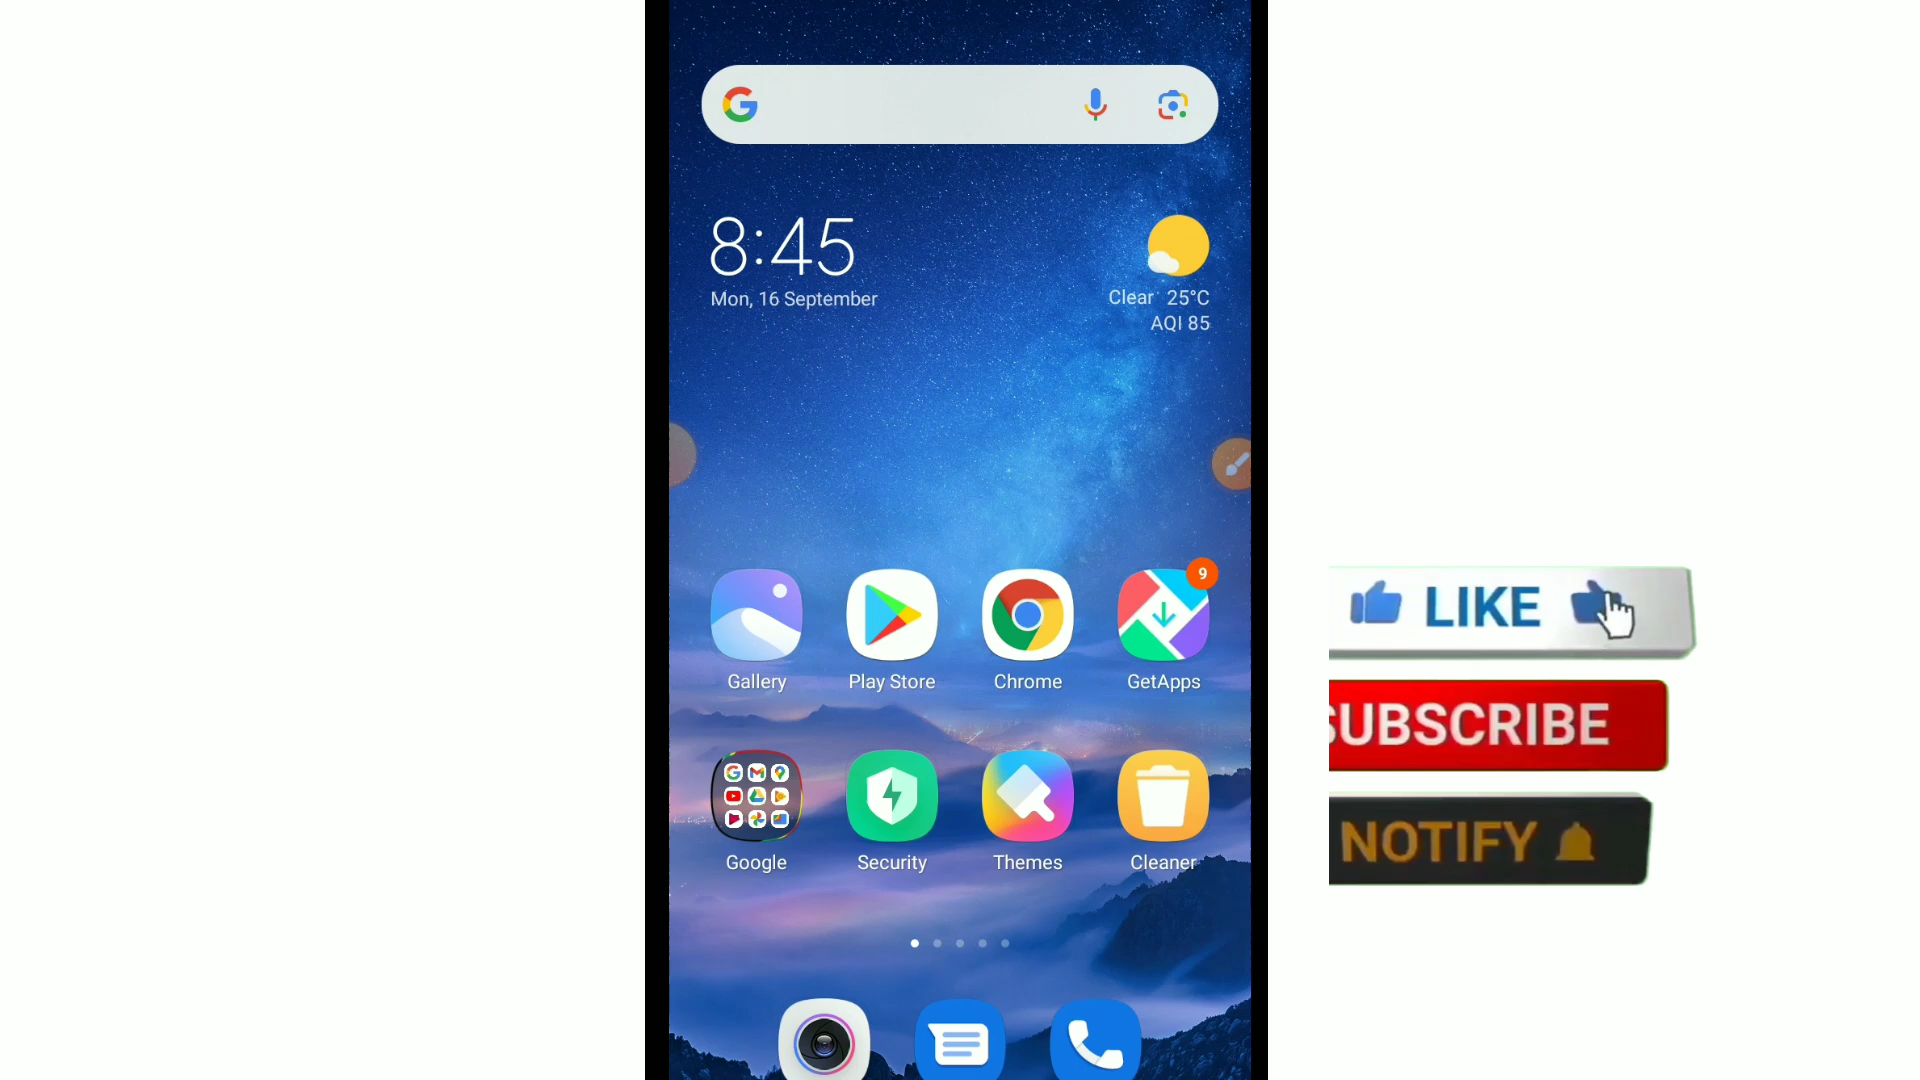 8:45
Mon, 16 September
Clear 25°C
AQI 85
9
Gallery
Play Store
Chrome
GetApps
Google
Security
Themes
Cleaner
LIKE
SUBSCRIBE
NOTIFY